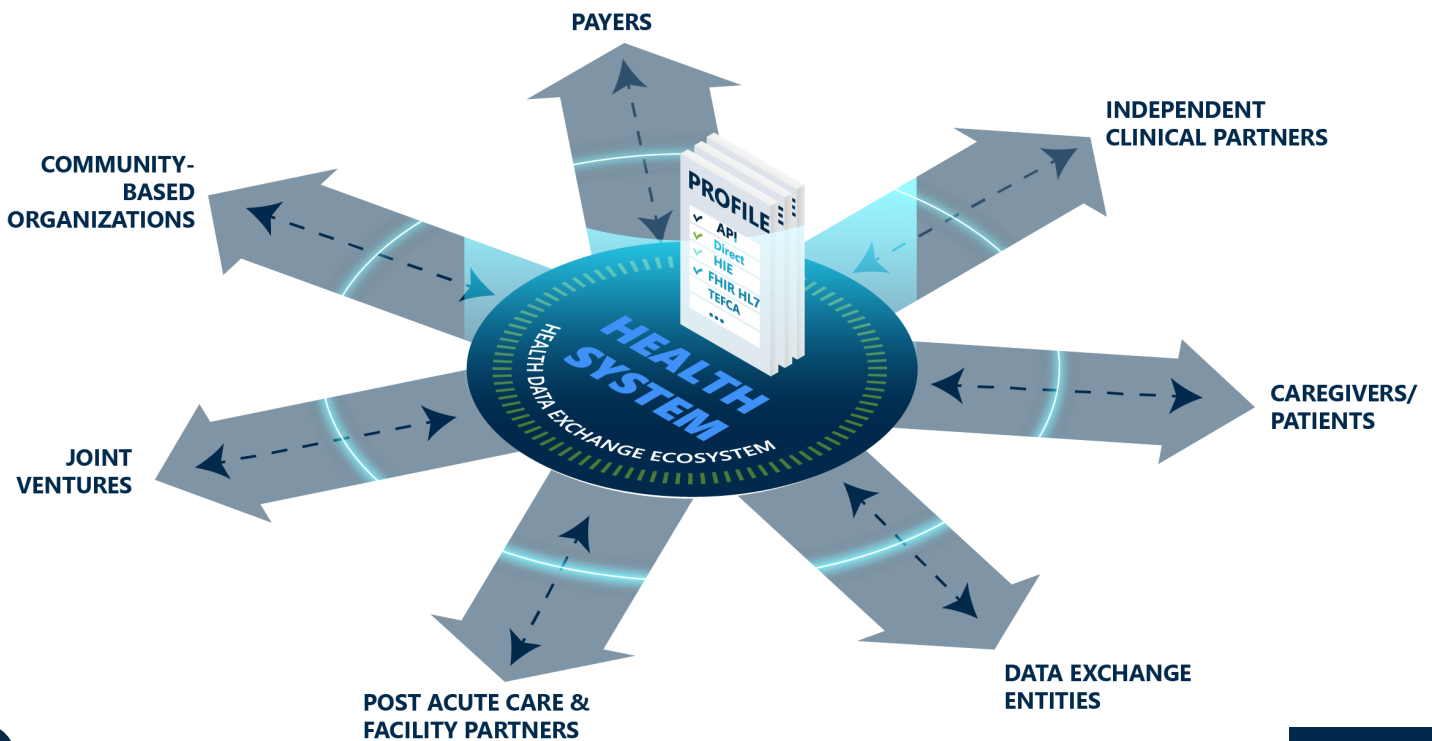 PAYERS
INDEPENDENT
CLINICAL PARTNERS
COMMUNITY-
BASED
ORGANIZATIONS
PROFILE
API
Direct
HIE
FHIR HL7
TEFCA
...
HEALTH
SYSTEM
HEALTH DATA EXCHANGE ECOSYSTEM
CAREGIVERS/
PATIENTS
JOINT
VENTURES
DATA EXCHANGE
ENTITIES
POST ACUTE CARE &
FACILITY PARTNERS